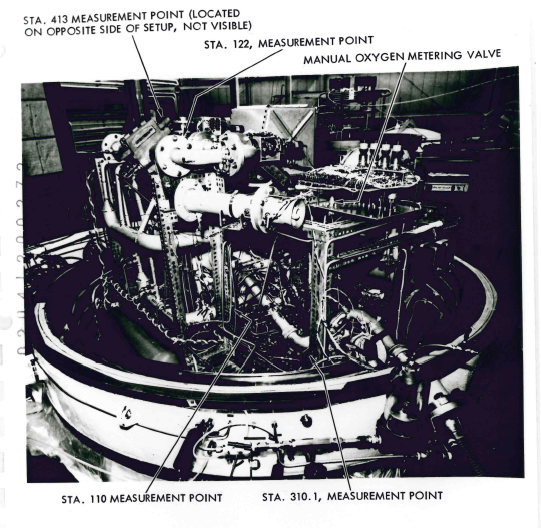 STA. 413 MEASUREMENT POINT (LOCATED
ON OPPOSITE SIDE OF SETUP, NOT VISIBLE)
STA. 122, MEASUREMENT POINT
MANUAL OXYGEN METERING VALVE
STA. 110 MEASUREMENT POINT
STA. 310.1, MEASUREMENT POINT